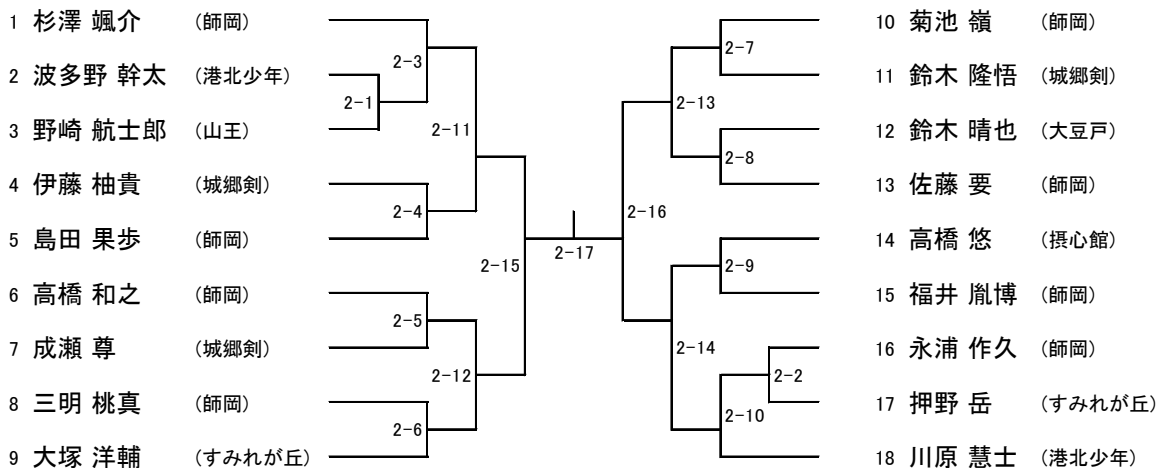 1 杉澤 颯介 (師岡)
2 波多野 幹太 (港北少年)
3 野崎 航士郎 (山王)
4 伊藤 柚貴 (城郷剣)
5 島田 果歩 (師岡)
6 高橋 和之 (師岡)
7 成瀬 尊 (城郷剣)
8 三明 桃真 (師岡)
9 大塚 洋輔 (すみれが丘)
2-3
2-1
2-11
2-4
2-15
2-5
2-12
2-6
2-17
2-7
2-13
2-8
2-16
2-9
2-14
2-2
2-10
10 菊池 嶺 (師岡)
11 鈴木 隆悟 (城郷剣)
12 鈴木 晴也 (大豆戸)
13 佐藤 要 (師岡)
14 高橋 悠 (摂心館)
15 福井 胤博 (師岡)
16 永浦 作久 (師岡)
17 押野 岳 (すみれが丘)
18 川原 慧士 (港北少年)